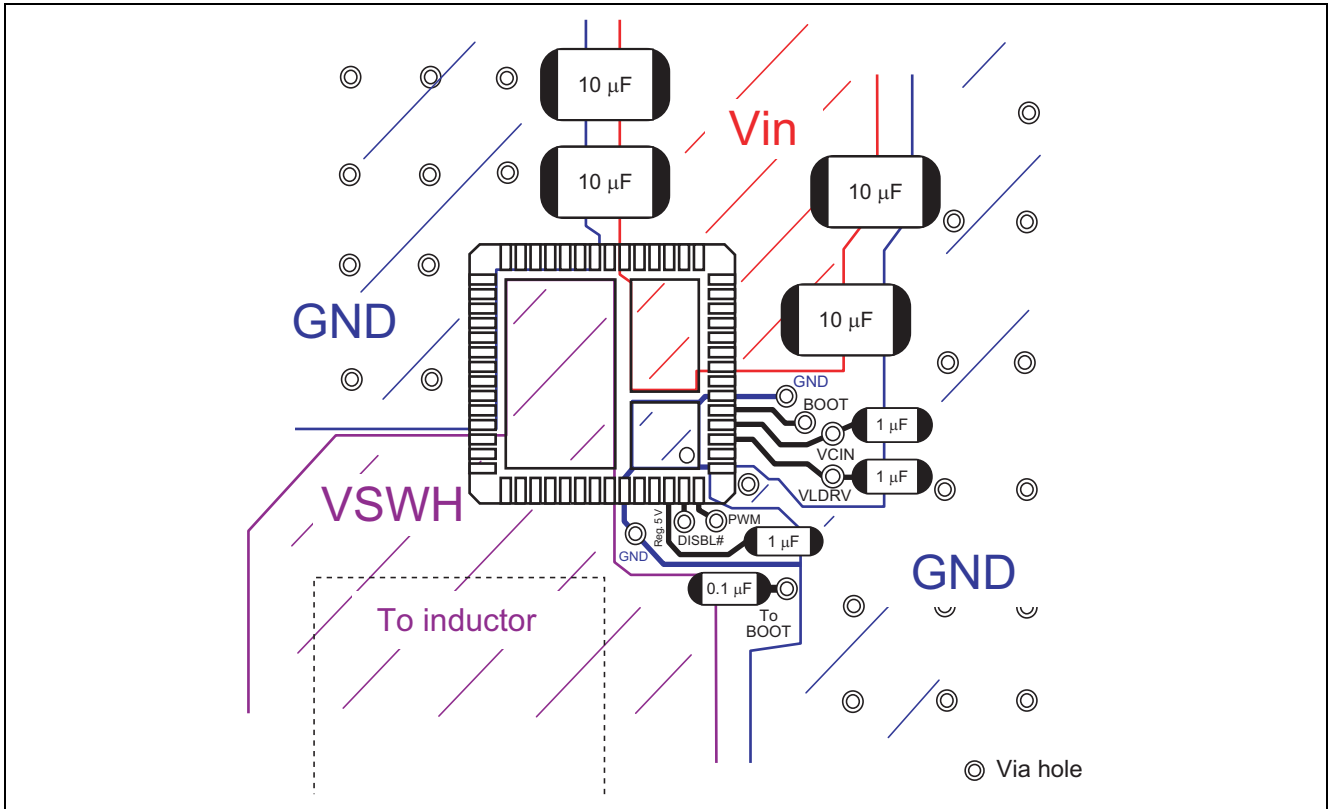 10 µF
10 µF
Vin
10 µF
10 µF
GND
GND
BOOT
1 µF
VCIN
1 µF
VLDRV
VSWH
Reg. 5 V
PWM
DISBL#
GND
1 µF
GND
0.1 µF
To
BOOT
To inductor
Via hole